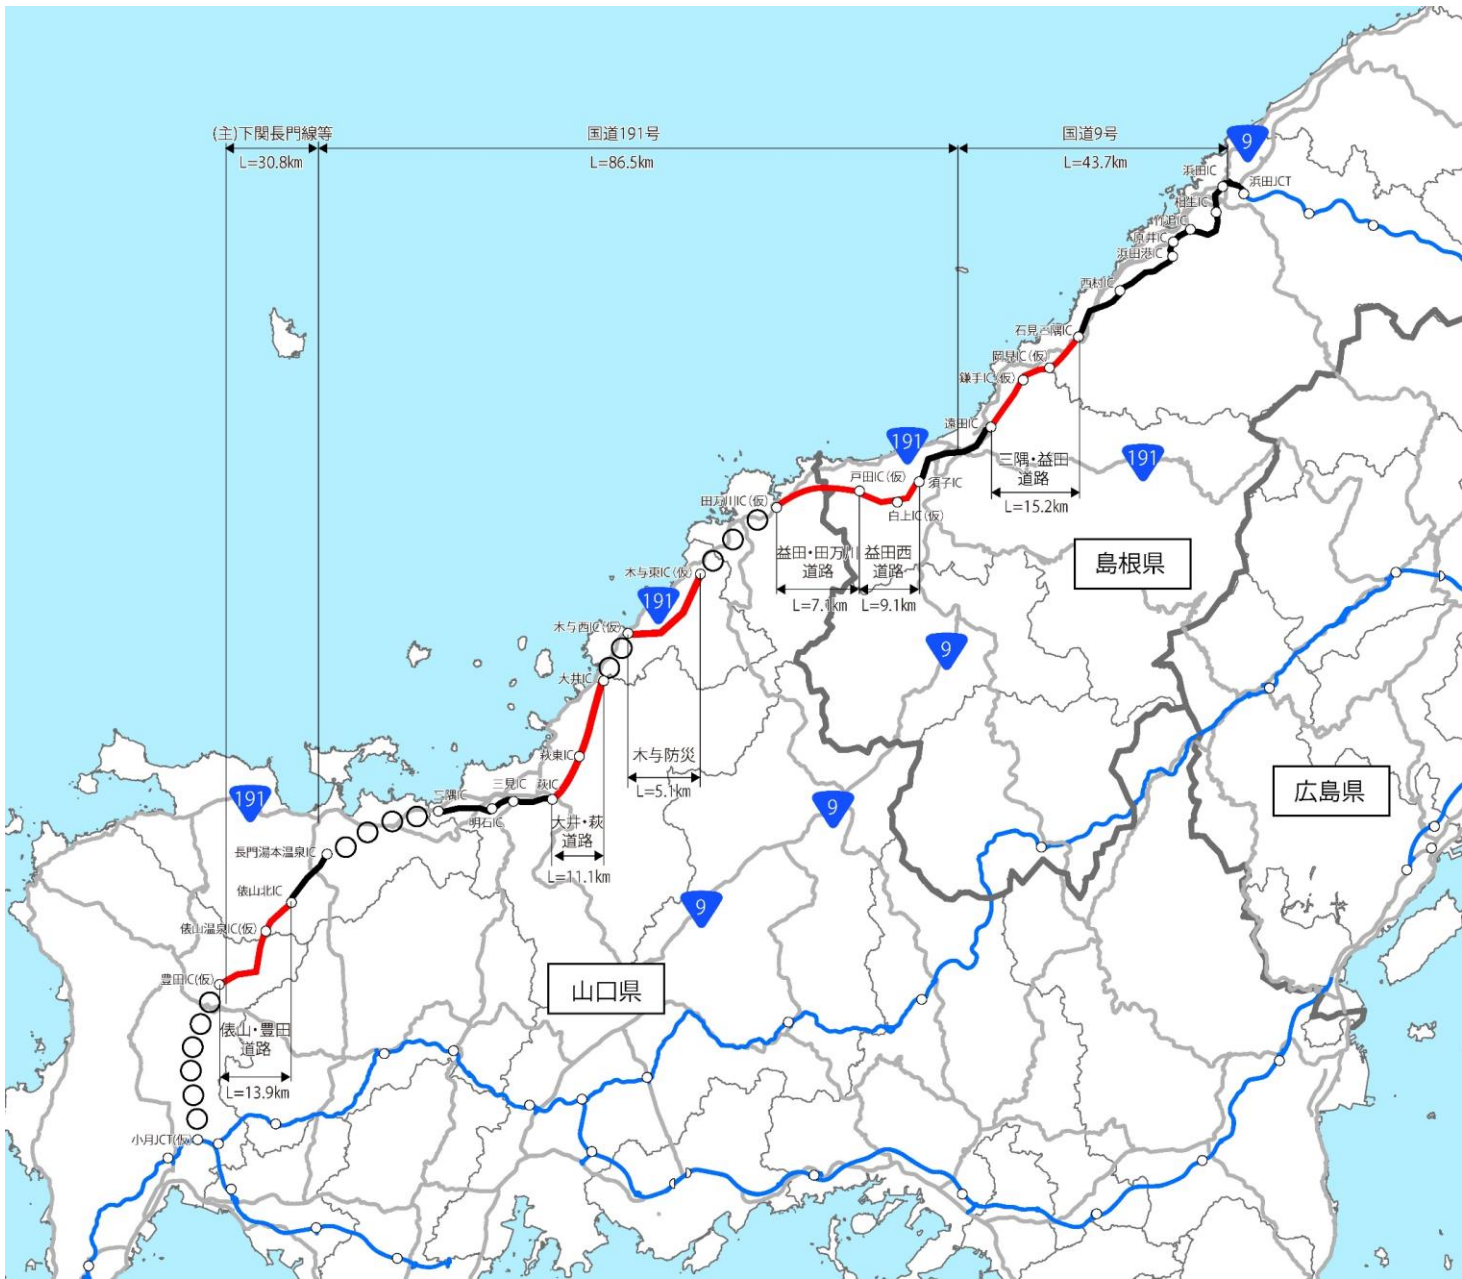 (主)下関長門線等
国道191号
国道9号
L=30.8km
L=86.5km
L=43.7km
9
浜田IC
浜田JCT
相生IC
竹迫IC
原井IC
浜田港IC
西村IC
石見三隅IC
岡見IC(仮)
鎌手IC(仮)
遠田IC
191
191
三隅・益田
道路
L=15.2km
戸田IC(仮)
須子IC
白上IC(仮)
田万川IC(仮)
益田・田万川
道路
L=7.1km
益田西
道路
L=9.1km
島根県
木与東IC(仮)
191
木与西IC(仮)
9
大井IC
木与防災
L=5.1km
萩東IC
三見IC
萩IC
三隅IC
明石IC
大井・萩
道路
L=11.1km
191
9
広島県
長門湯本温泉IC
俵山北IC
9
俵山温泉IC(仮)
豊田IC(仮)
山口県
俵山・豊田
道路
L=13.9km
小月JCT(仮)